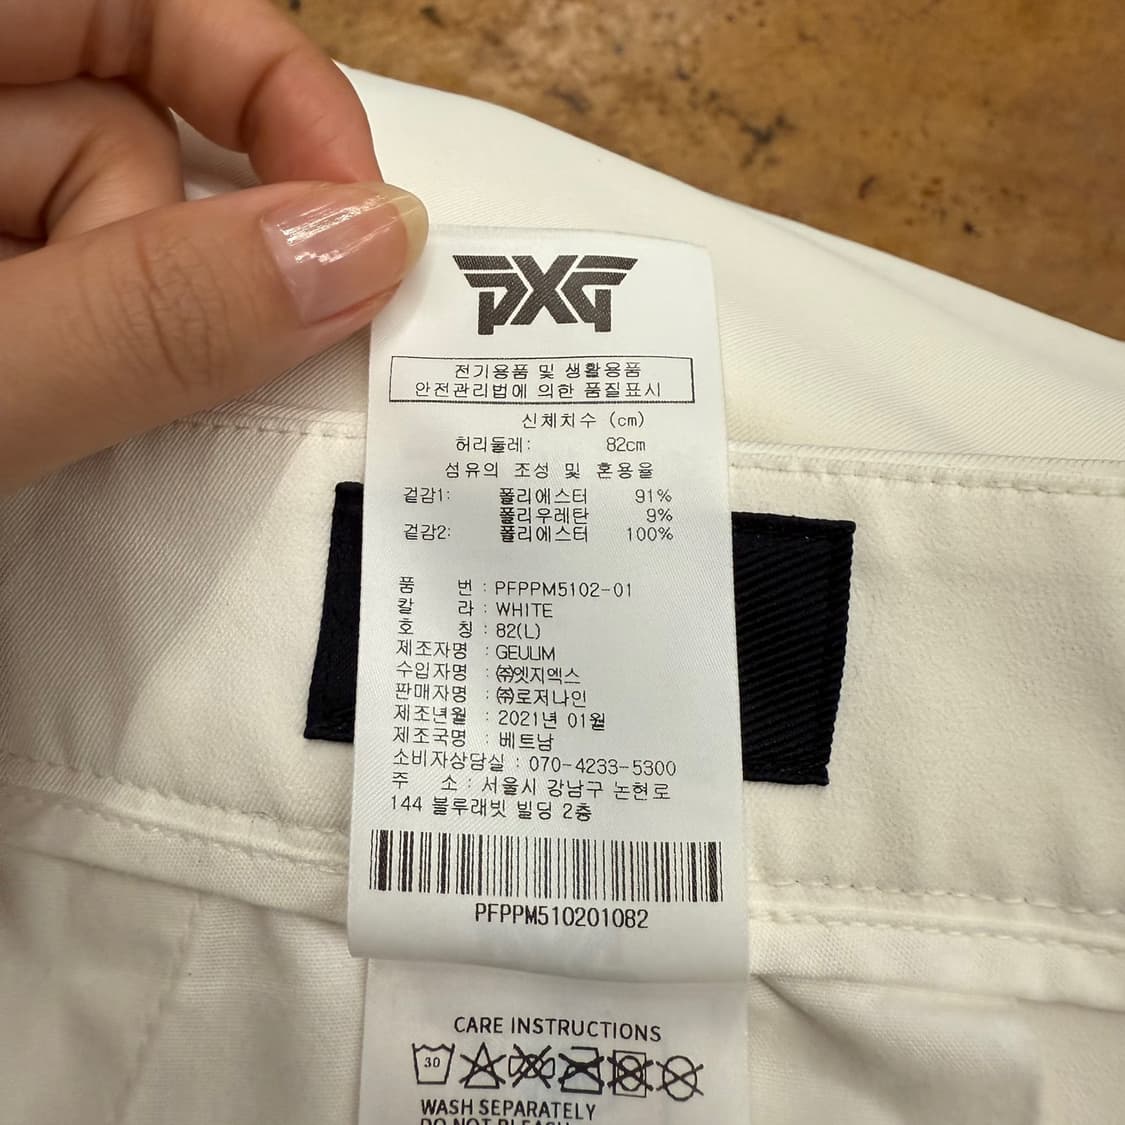 PXG
전기용품 및 생활용품
안전관리법에 의한 품질표시
신체치수 (cm)
허리둘레: 82cm
섬유의 조성 및 혼용율
겉감1: 폴리에스터 91%
폴리우레탄 9%
겉감2: 폴리에스터 100%
품 번 : PFPPM5102-01
칼 라 : WHITE
호 칭 : 82(L)
제조자명 : GEULIM
수입자명 : ㈜엣지엑스
판매자명 : ㈜로저나인
제조년월 : 2021년 01월
제조국명 : 베트남
소비자상담실 : 070-4233-5300
주 소 : 서울시 강남구 논현로
144 블루래빗 빌딩 2층
PFPPM510201082
CARE INSTRUCTIONS
30
WASH SEPARATELY
DO NOT BLEACH